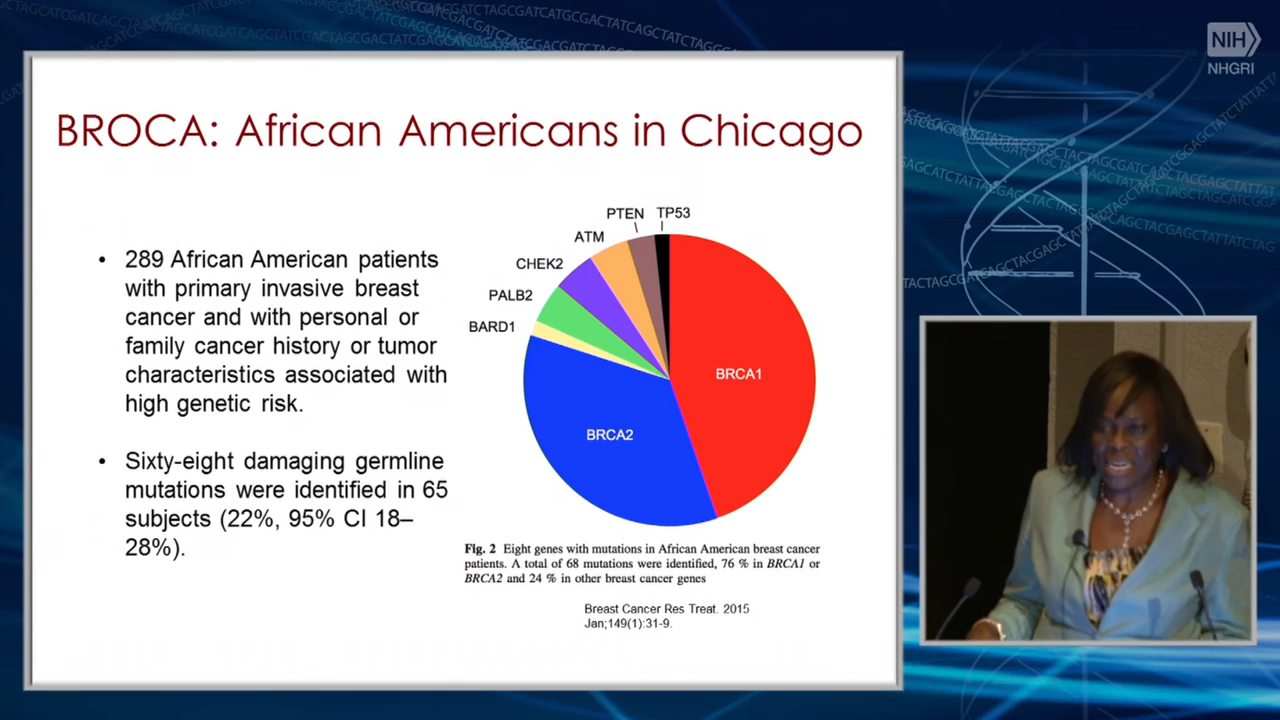 NIH
NHGRI
BROCA: African Americans in Chicago
• 289 African American patients
with primary invasive breast
cancer and with personal or
family cancer history or tumor
characteristics associated with
high genetic risk.
• Sixty-eight damaging germline
mutations were identified in 65
subjects (22%, 95% CI 18–
28%).
PTEN
TP53
ATM
CHEK2
PALB2
BARD1
BRCA1
BRCA2
Fig. 2 Eight genes with mutations in African American breast cancer
patients. A total of 68 mutations were identified, 76 % in BRCA1 or
BRCA2 and 24 % in other breast cancer genes
Breast Cancer Res Treat. 2015
Jan;149(1):31-9.